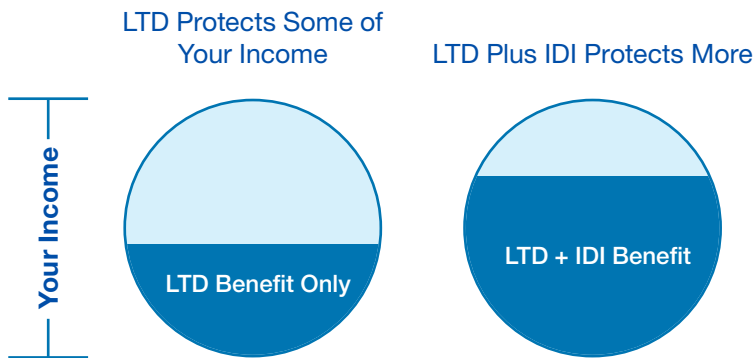 LTD Protects Some of
Your Income
LTD Plus IDI Protects More
Your Income
LTD Benefit Only
LTD + IDI Benefit